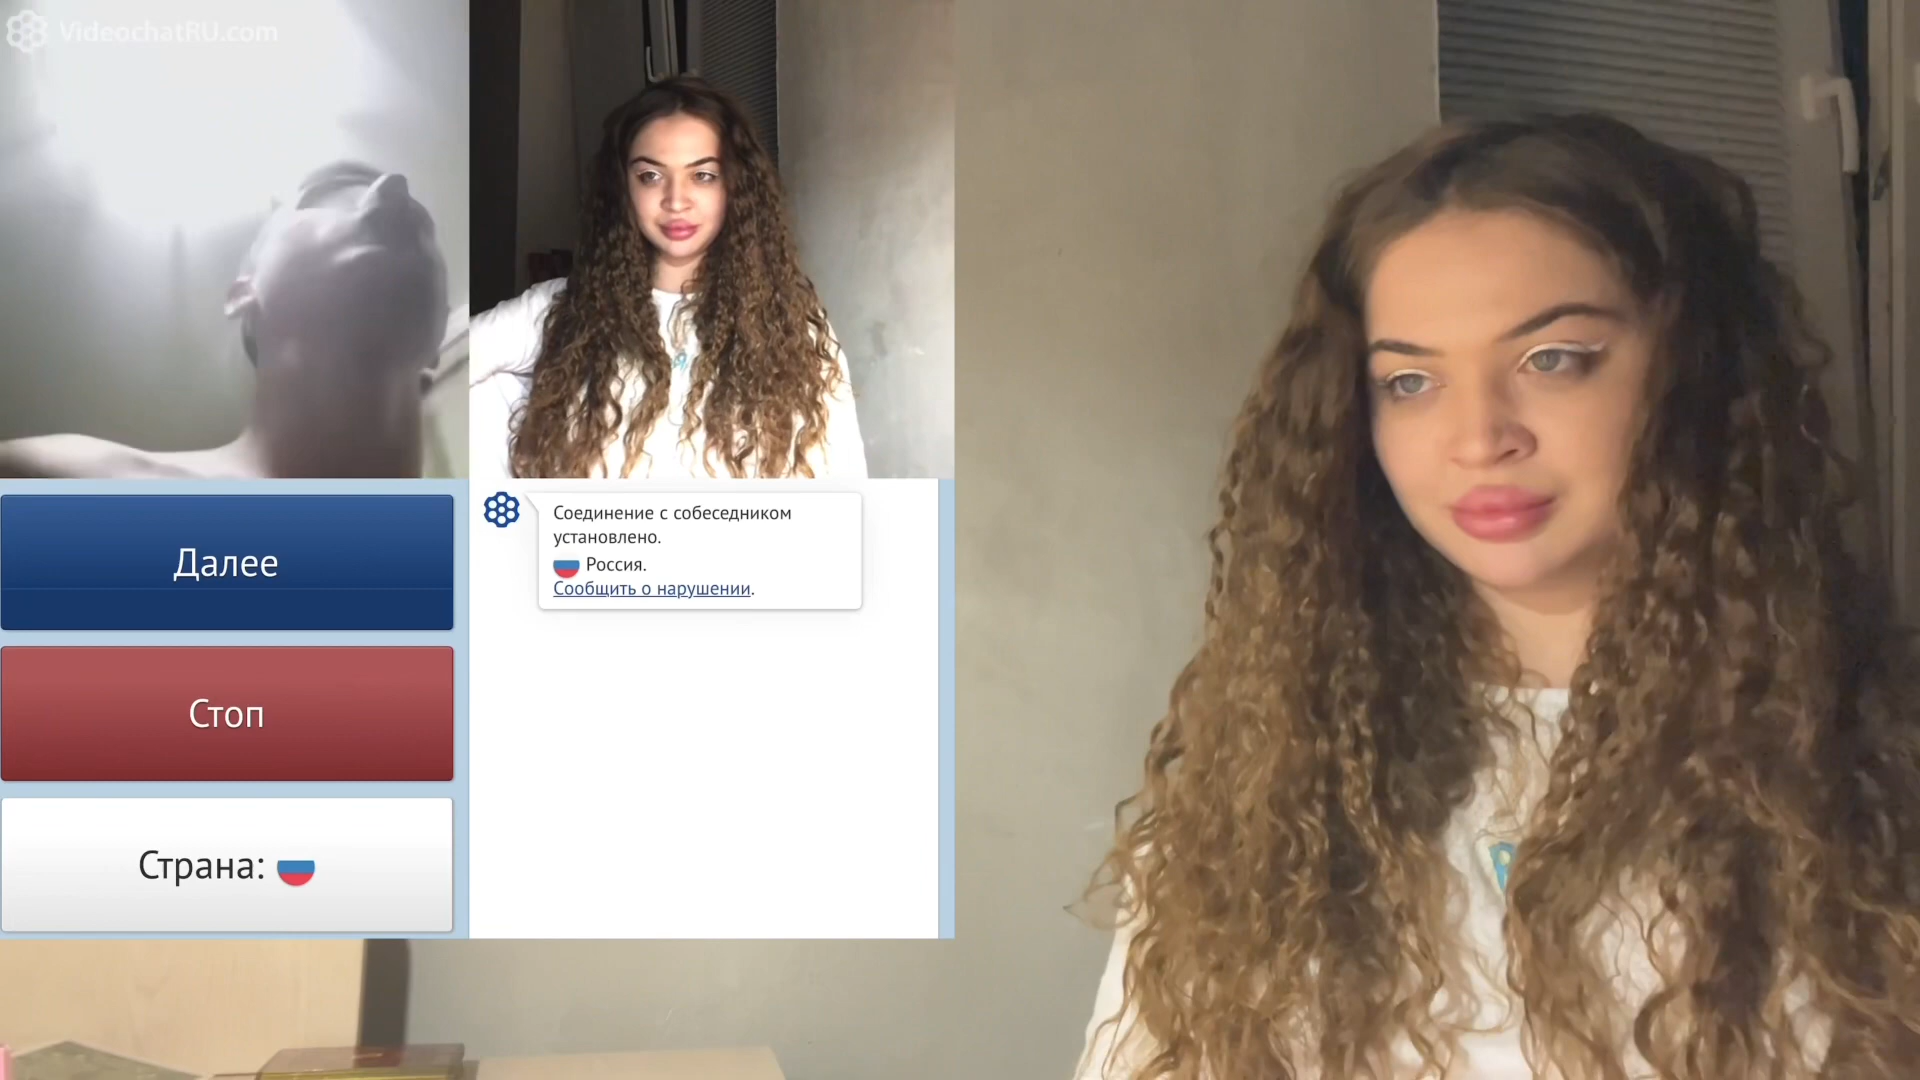 VideochatRU.com
Соединение с собеседником
установлено.
Россия.
Сообщить о нарушении.
Далее
Стоп
Страна: